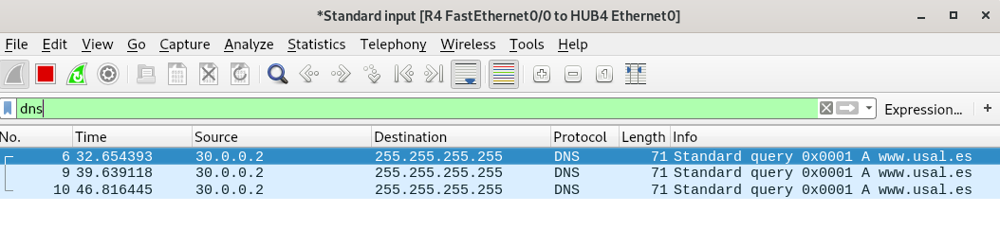 *Standard input [R4 FastEthernet0/0 to HUB4 Ethernet0]
File Edit View Go Capture Analyze Statistics Telephony Wireless Tools Help
dns Expression... +
No. Time Source Destination Protocol Length Info
6 32.654393 30.0.0.2 255.255.255.255 DNS 71 Standard query 0x0001 A www.usal.es
9 39.639118 30.0.0.2 255.255.255.255 DNS 71 Standard query 0x0001 A www.usal.es
10 46.816445 30.0.0.2 255.255.255.255 DNS 71 Standard query 0x0001 A www.usal.es